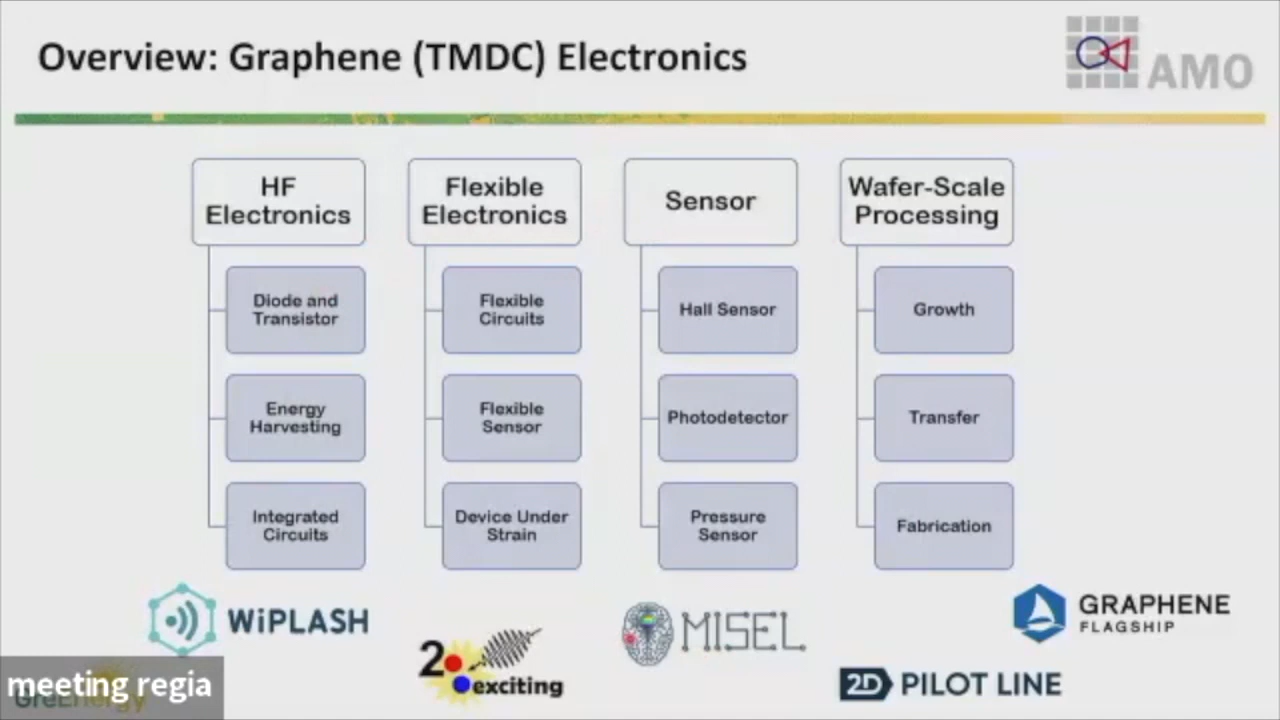 Overview: Graphene (TMDC) Electronics
AMO
HF
Electronics
Diode and
Transistor
Energy
Harvesting
Integrated
Circuits
Flexible
Electronics
Flexible
Circuits
Flexible
Sensor
Device Under
Strain
Sensor
Hall Sensor
Photodetector
Pressure
Sensor
Wafer-Scale
Processing
Growth
Transfer
Fabrication
WiPLASH
2
exciting
MISEL
GRAPHENE
FLAGSHIP
2D PILOT LINE
meeting regia
GreEnergy